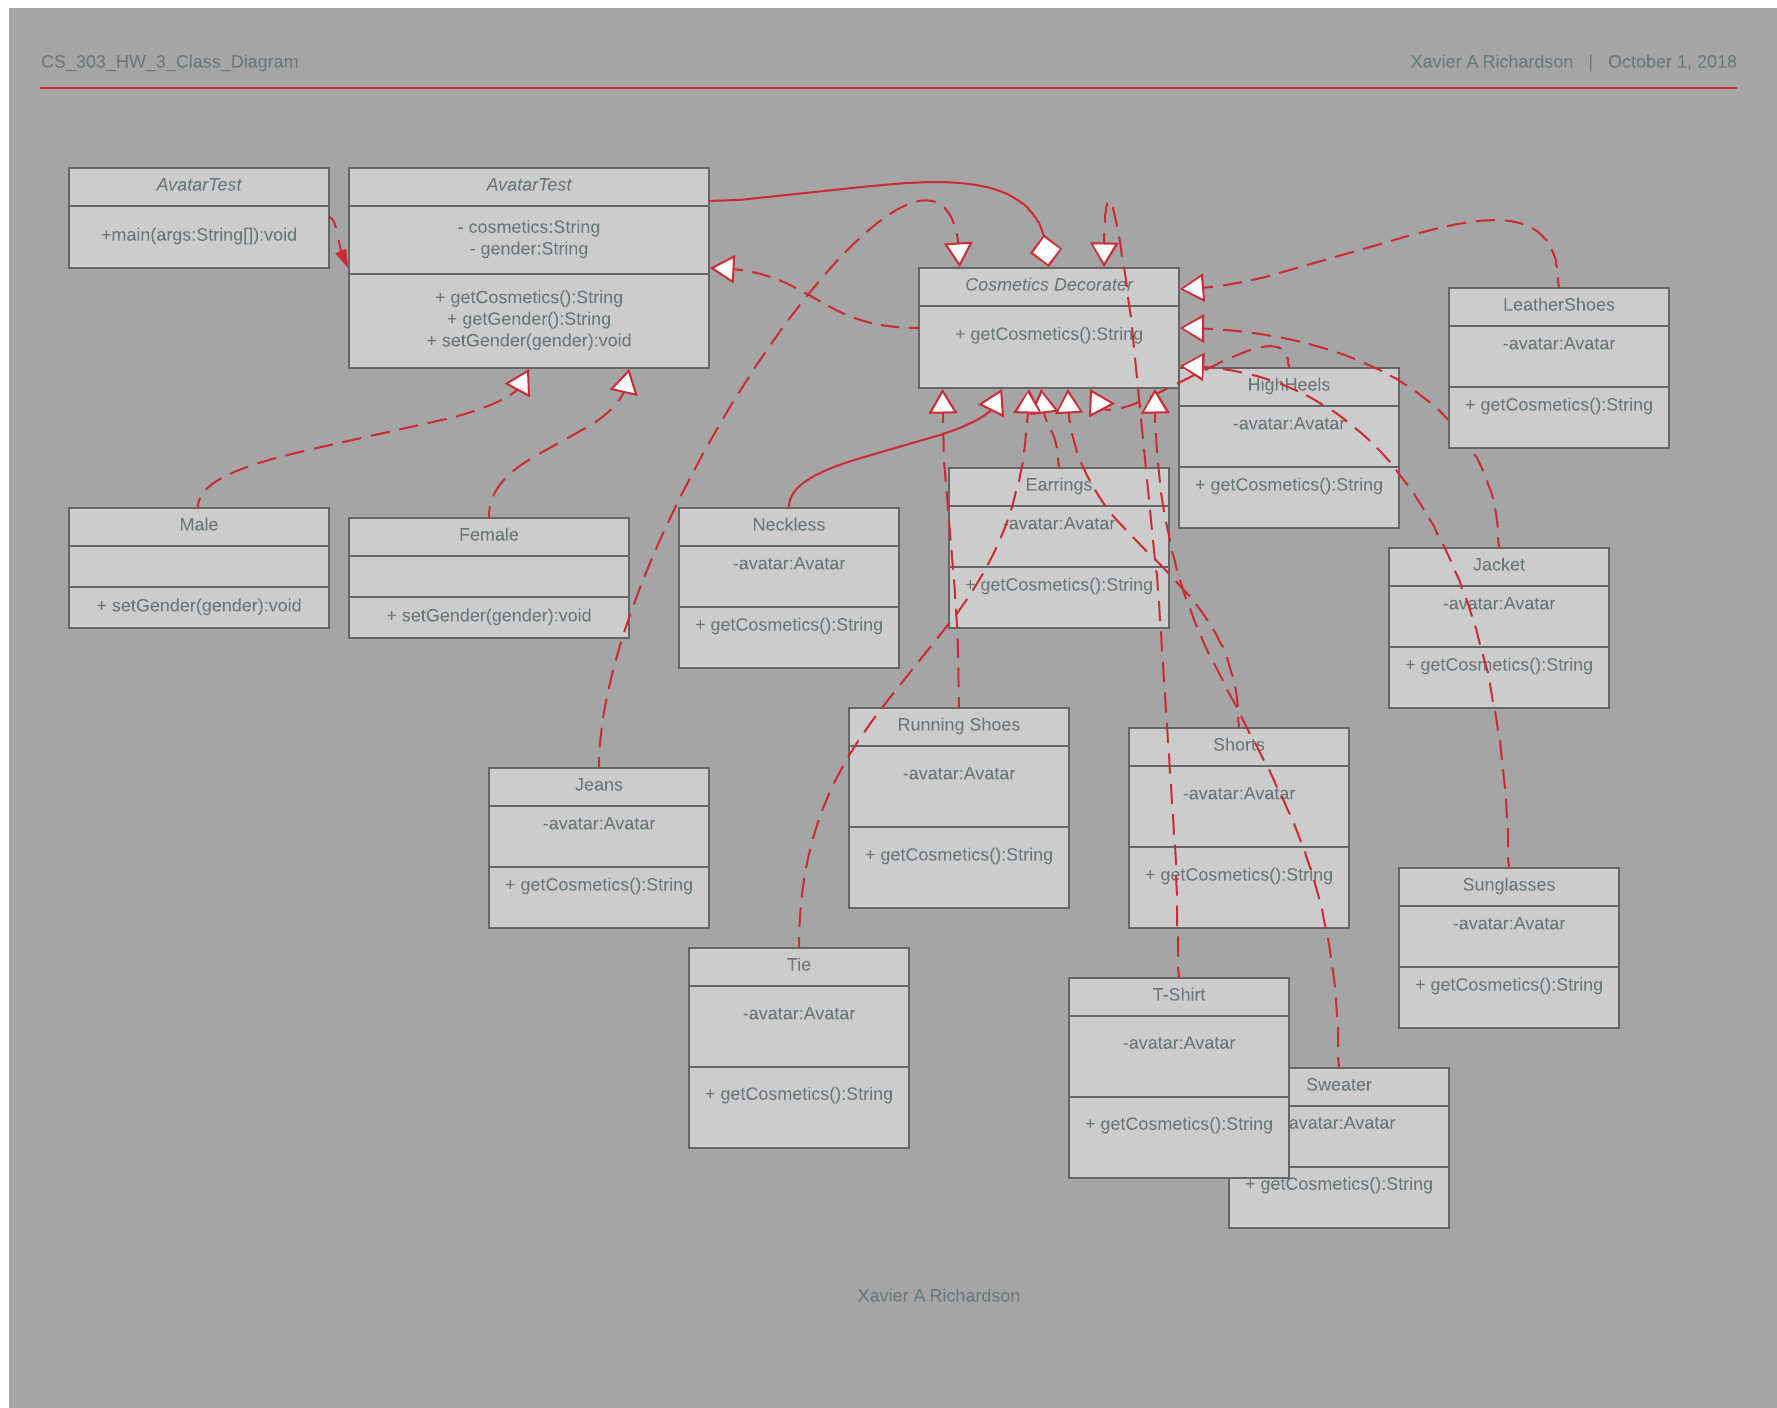 CS_303_HW_3_Class_Diagram
Xavier A Richardson | October 1, 2018
AvatarTest
+main(args:String[]):void
AvatarTest
- cosmetics:String
- gender:String
+ getCosmetics():String
+ getGender():String
+ setGender(gender):void
Cosmetics Decorater
+ getCosmetics():String
LeatherShoes
-avatar:Avatar
+ getCosmetics():String
HighHeels
-avatar:Avatar
+ getCosmetics():String
Male
+ setGender(gender):void
Female
+ setGender(gender):void
Neckless
-avatar:Avatar
+ getCosmetics():String
Earrings
-avatar:Avatar
+ getCosmetics():String
Jacket
-avatar:Avatar
+ getCosmetics():String
Jeans
-avatar:Avatar
+ getCosmetics():String
Running Shoes
-avatar:Avatar
+ getCosmetics():String
Shorts
-avatar:Avatar
+ getCosmetics():String
Sunglasses
-avatar:Avatar
+ getCosmetics():String
Tie
-avatar:Avatar
+ getCosmetics():String
T-Shirt
-avatar:Avatar
+ getCosmetics():String
Sweater
avatar:Avatar
+ getCosmetics():String
Xavier A Richardson